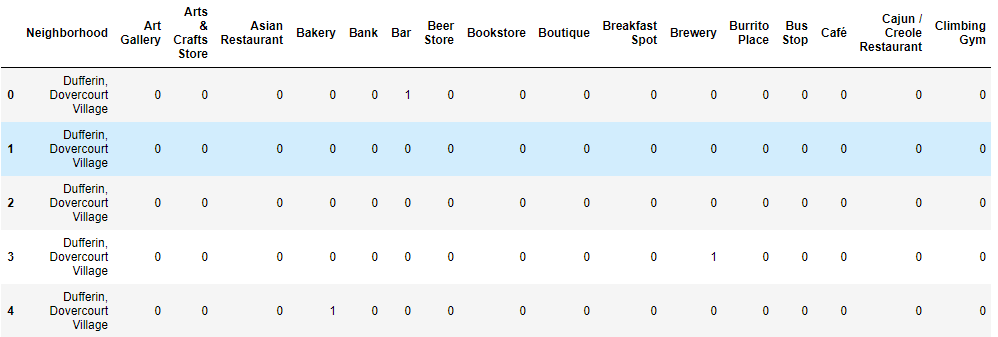 Neighborhood Art Gallery Arts & Crafts Store Asian Restaurant Bakery Bank Bar Beer Store Bookstore Boutique Breakfast Spot Brewery Burrito Place Bus Stop Café Cajun / Creole Restaurant Climbing Gym
0 Dufferin, Dovercourt Village 0 0 0 0 0 1 0 0 0 0 0 0 0 0 0 0
1 Dufferin, Dovercourt Village 0 0 0 0 0 0 0 0 0 0 0 0 0 0 0 0
2 Dufferin, Dovercourt Village 0 0 0 0 0 0 0 0 0 0 0 0 0 0 0 0
3 Dufferin, Dovercourt Village 0 0 0 0 0 0 0 0 0 0 1 0 0 0 0 0
4 Dufferin, Dovercourt Village 0 0 0 1 0 0 0 0 0 0 0 0 0 0 0 0